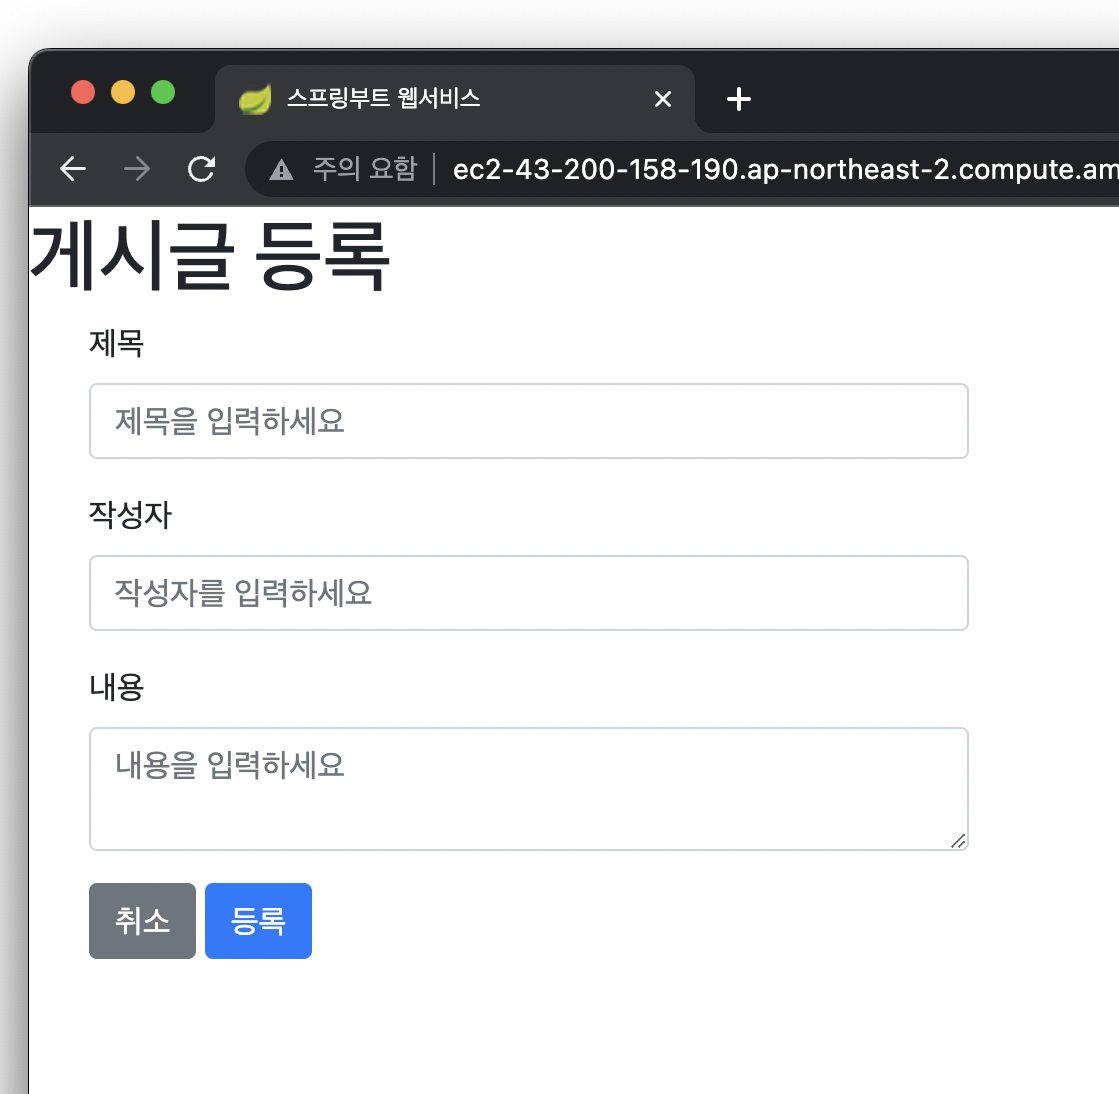 스프링부트 웹서비스
주의 요함 ec2-43-200-158-190.ap-northeast-2.compute.am
게시글 등록
제목
제목을 입력하세요
작성자
작성자를 입력하세요
내용
내용을 입력하세요
취소 등록